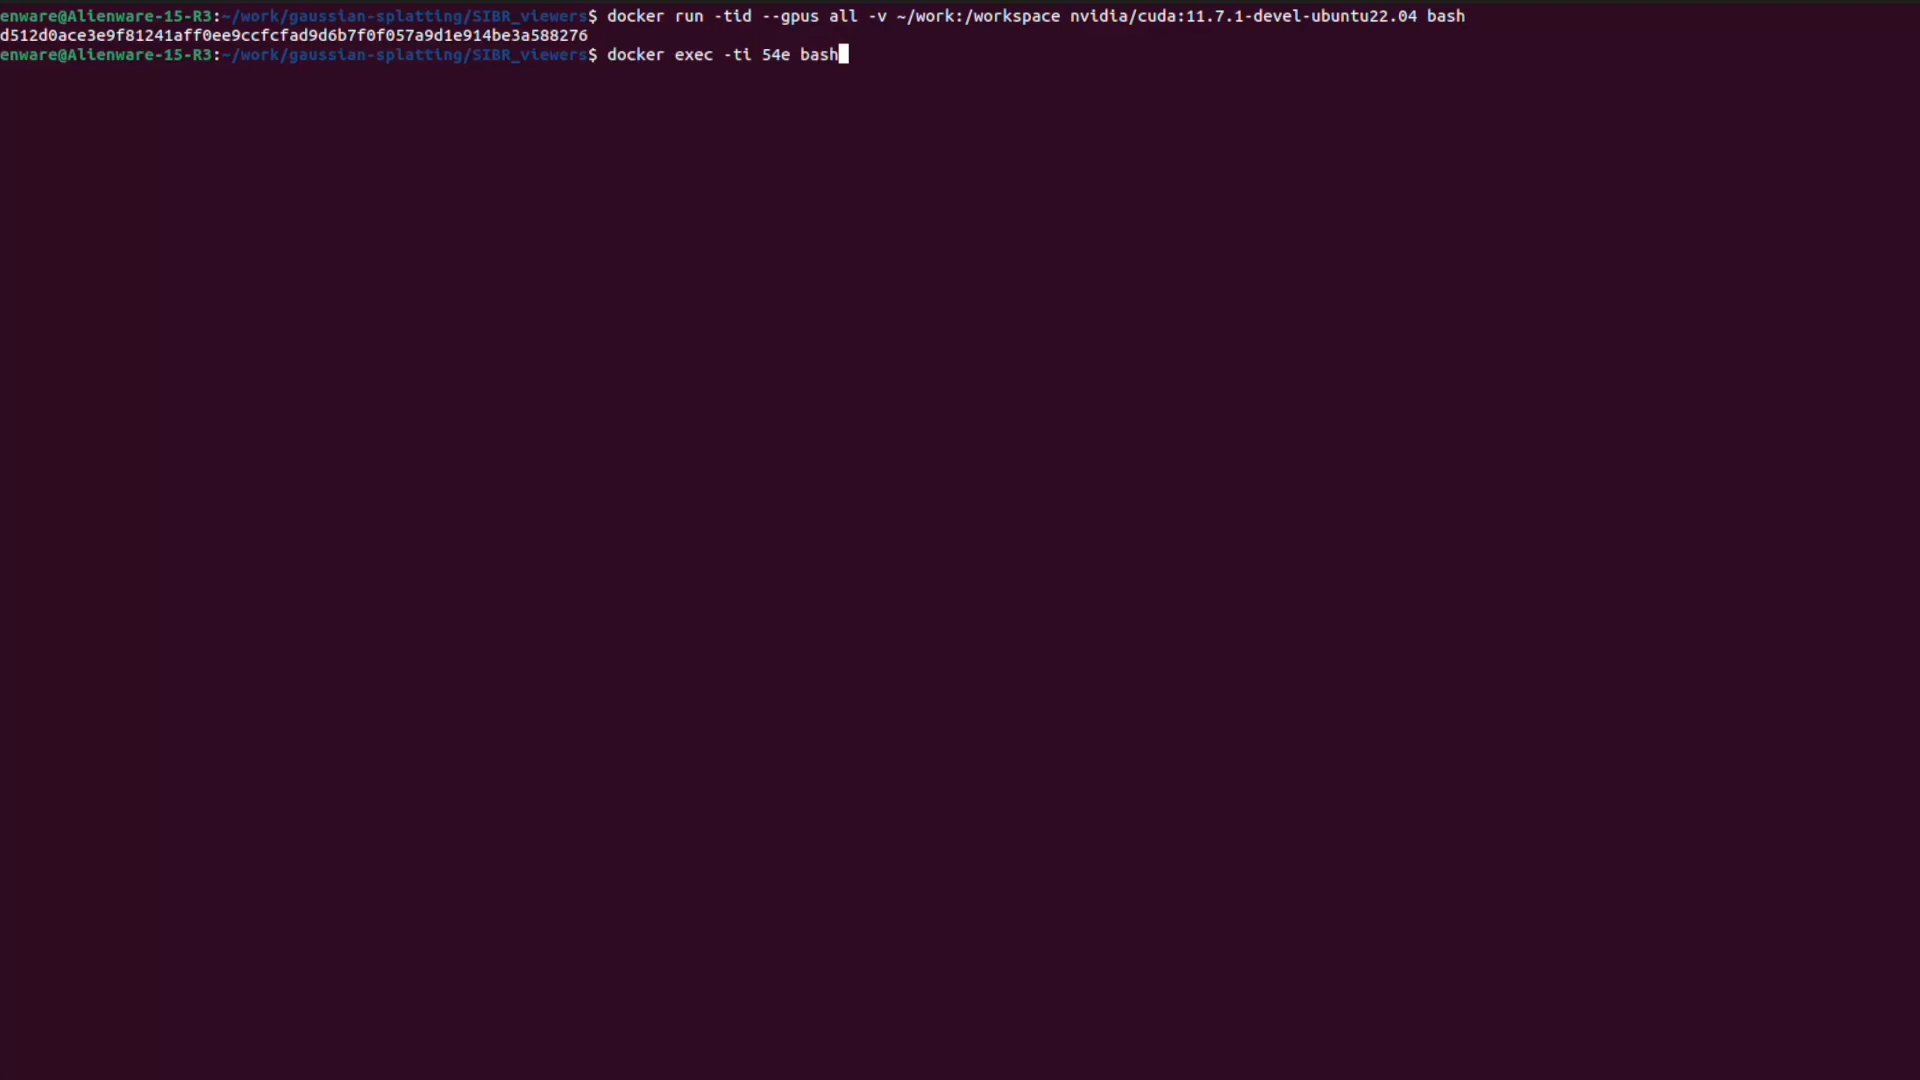 enware@Alienware-15-R3:~/work/gaussian-splatting/SIBR_viewers$ docker run -tid --gpus all -v ~/work:/workspace nvidia/cuda:11.7.1-devel-ubuntu22.04 bash
d512d0ace3e9f81241aff0ee9ccfcfad9d6b7f0f057a9d1e914be3a588276
enware@Alienware-15-R3:~/work/gaussian-splatting/SIBR_viewers$ docker exec -ti 54e bash